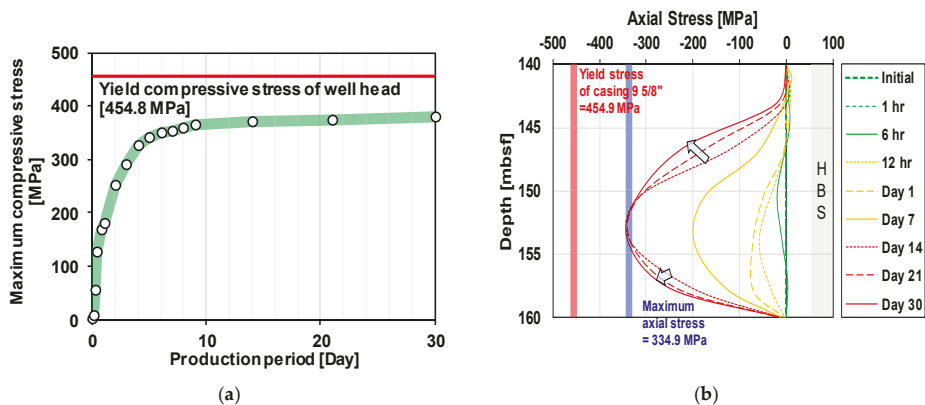 500
400
300
200
100
0
Maximum compressive stress
[MPa]
Yield compressive stress of well head
[454.8 MPa]
0
10
20
30
Production period [Day]
(a)
(b)
Axial Stress [MPa]
-500
-400
-300
-200
-100
0
100
140
145
150
155
160
Depth [mbsf]
Yield stress
of casing 9 5/8"
=454.9 MPa
Maximum
axial stress
= 334.9 MPa
H
B
S
Initial
1 hr
6 hr
12 hr
Day 1
Day 7
Day 14
Day 21
Day 30
(a)
(b)